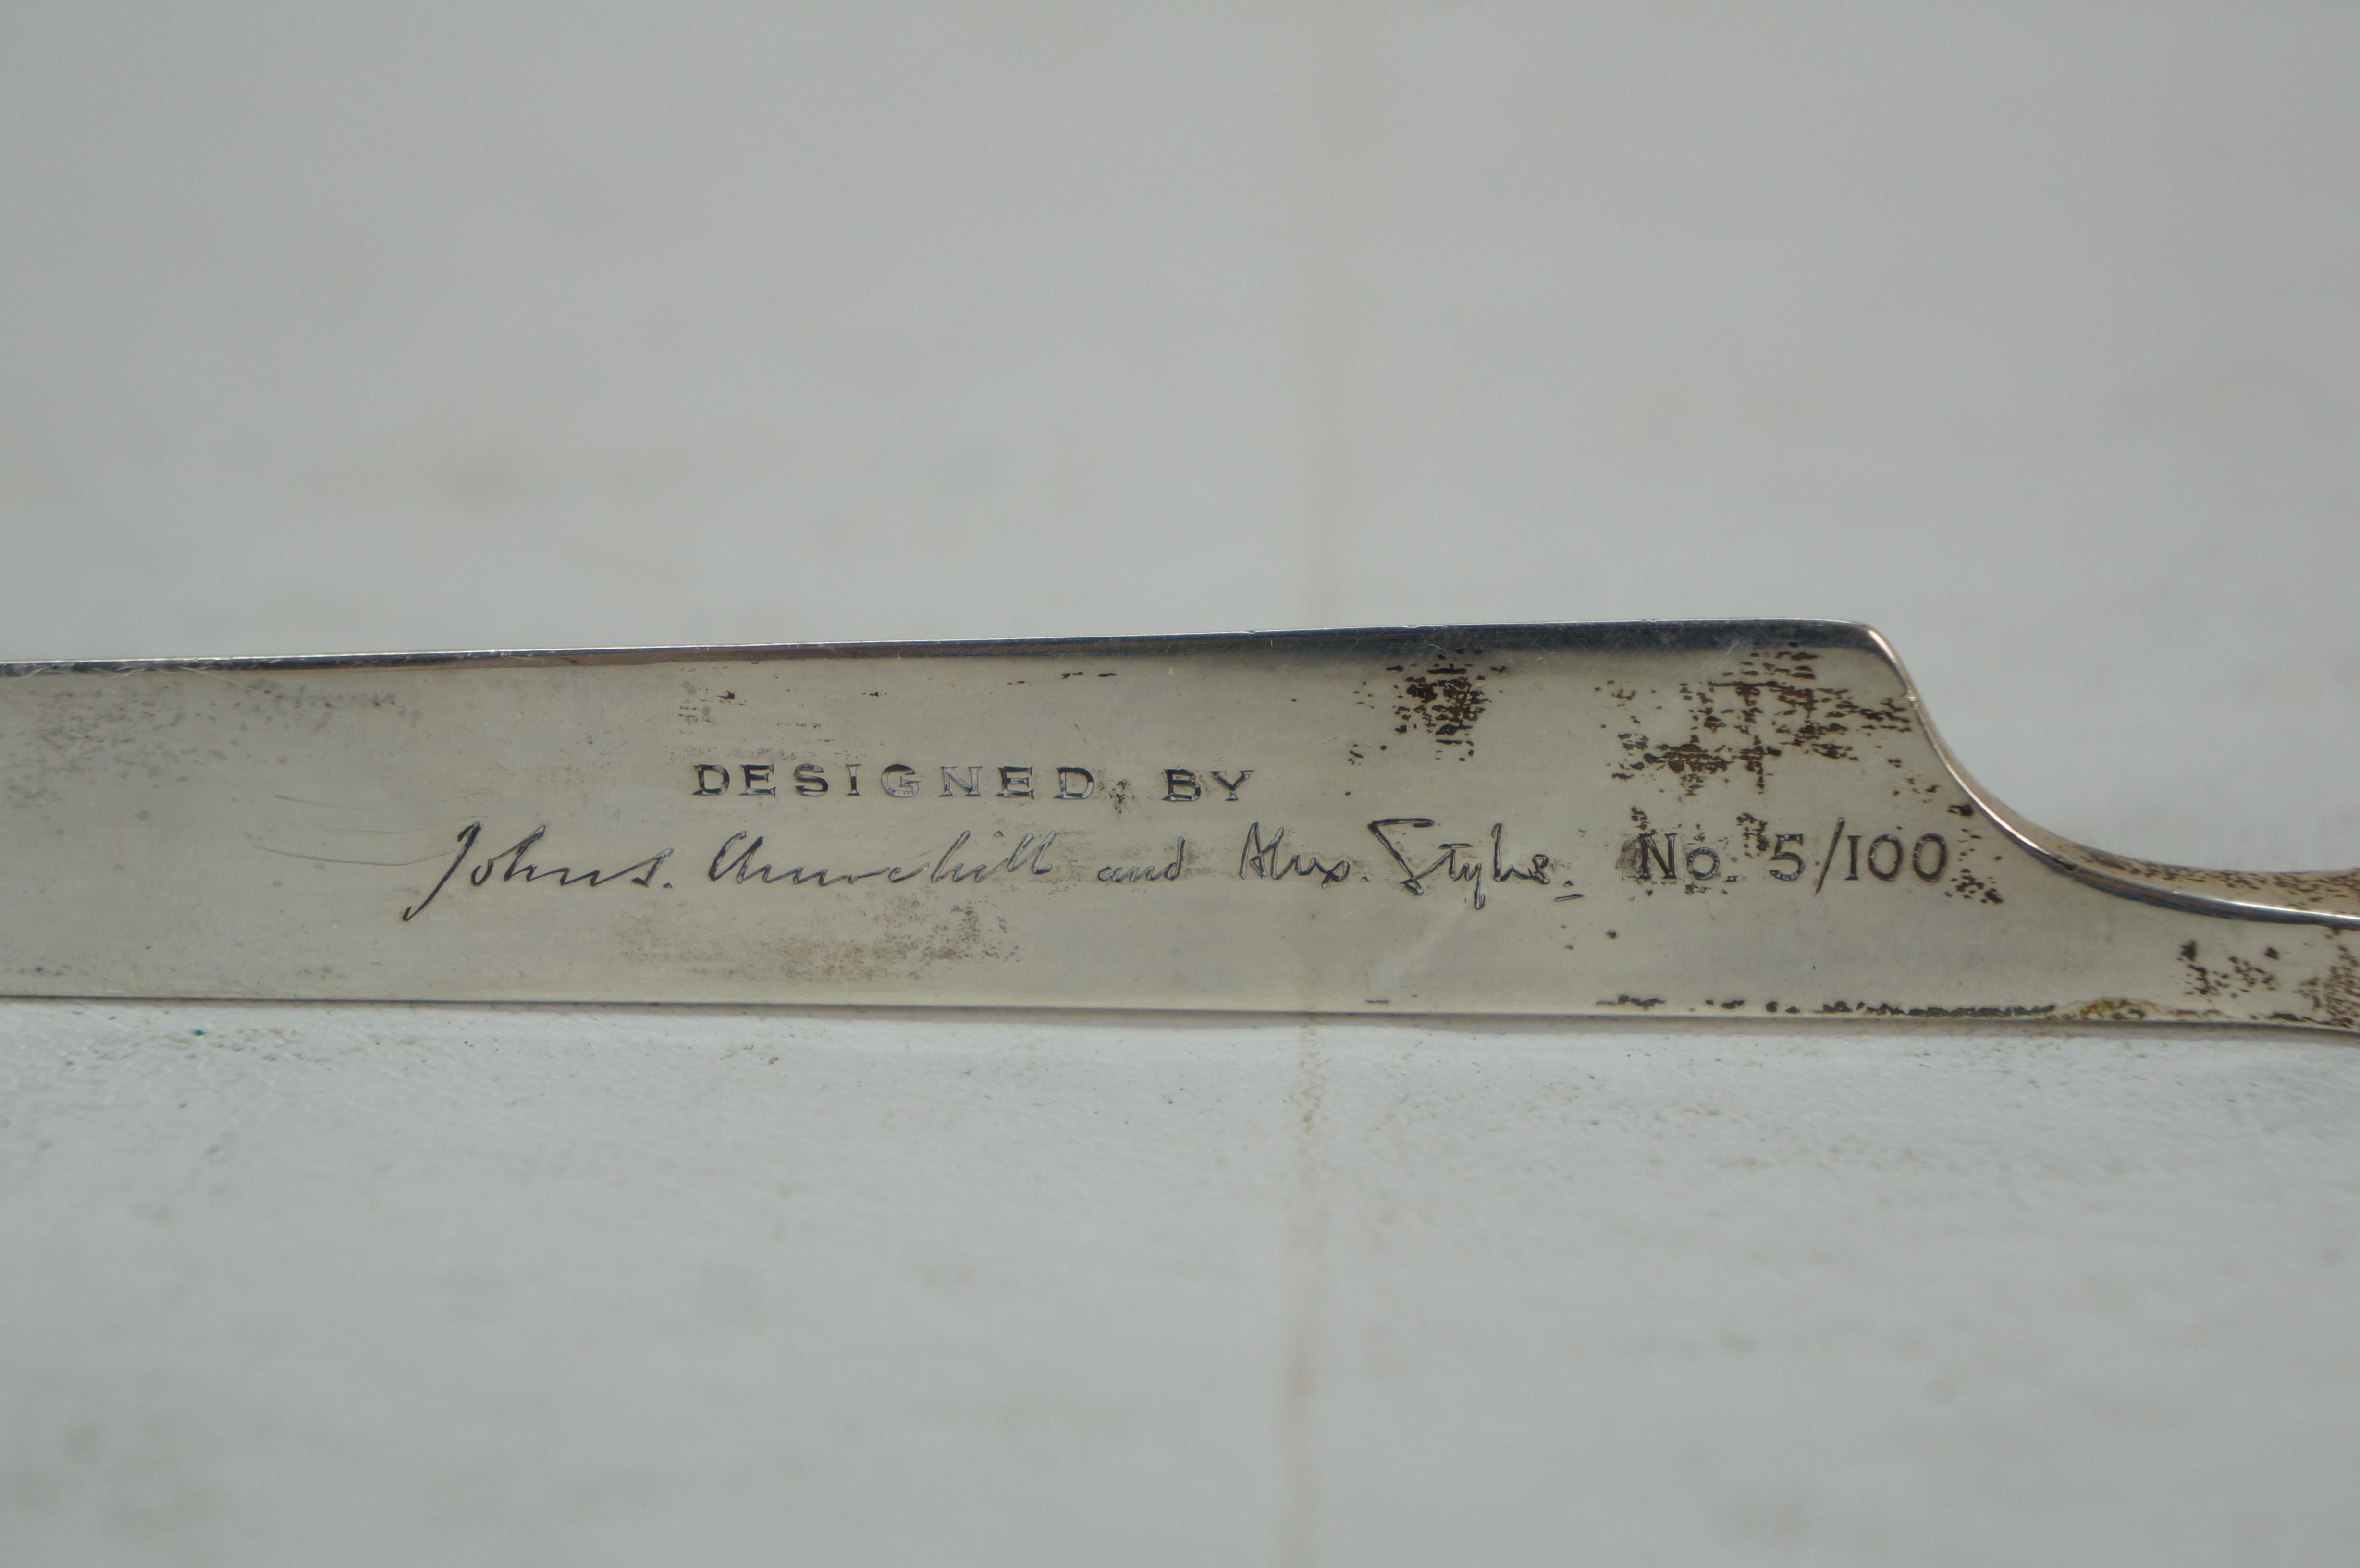 DESIGNED BY
John S. Churchill and Alex. Styles. No. 5/100